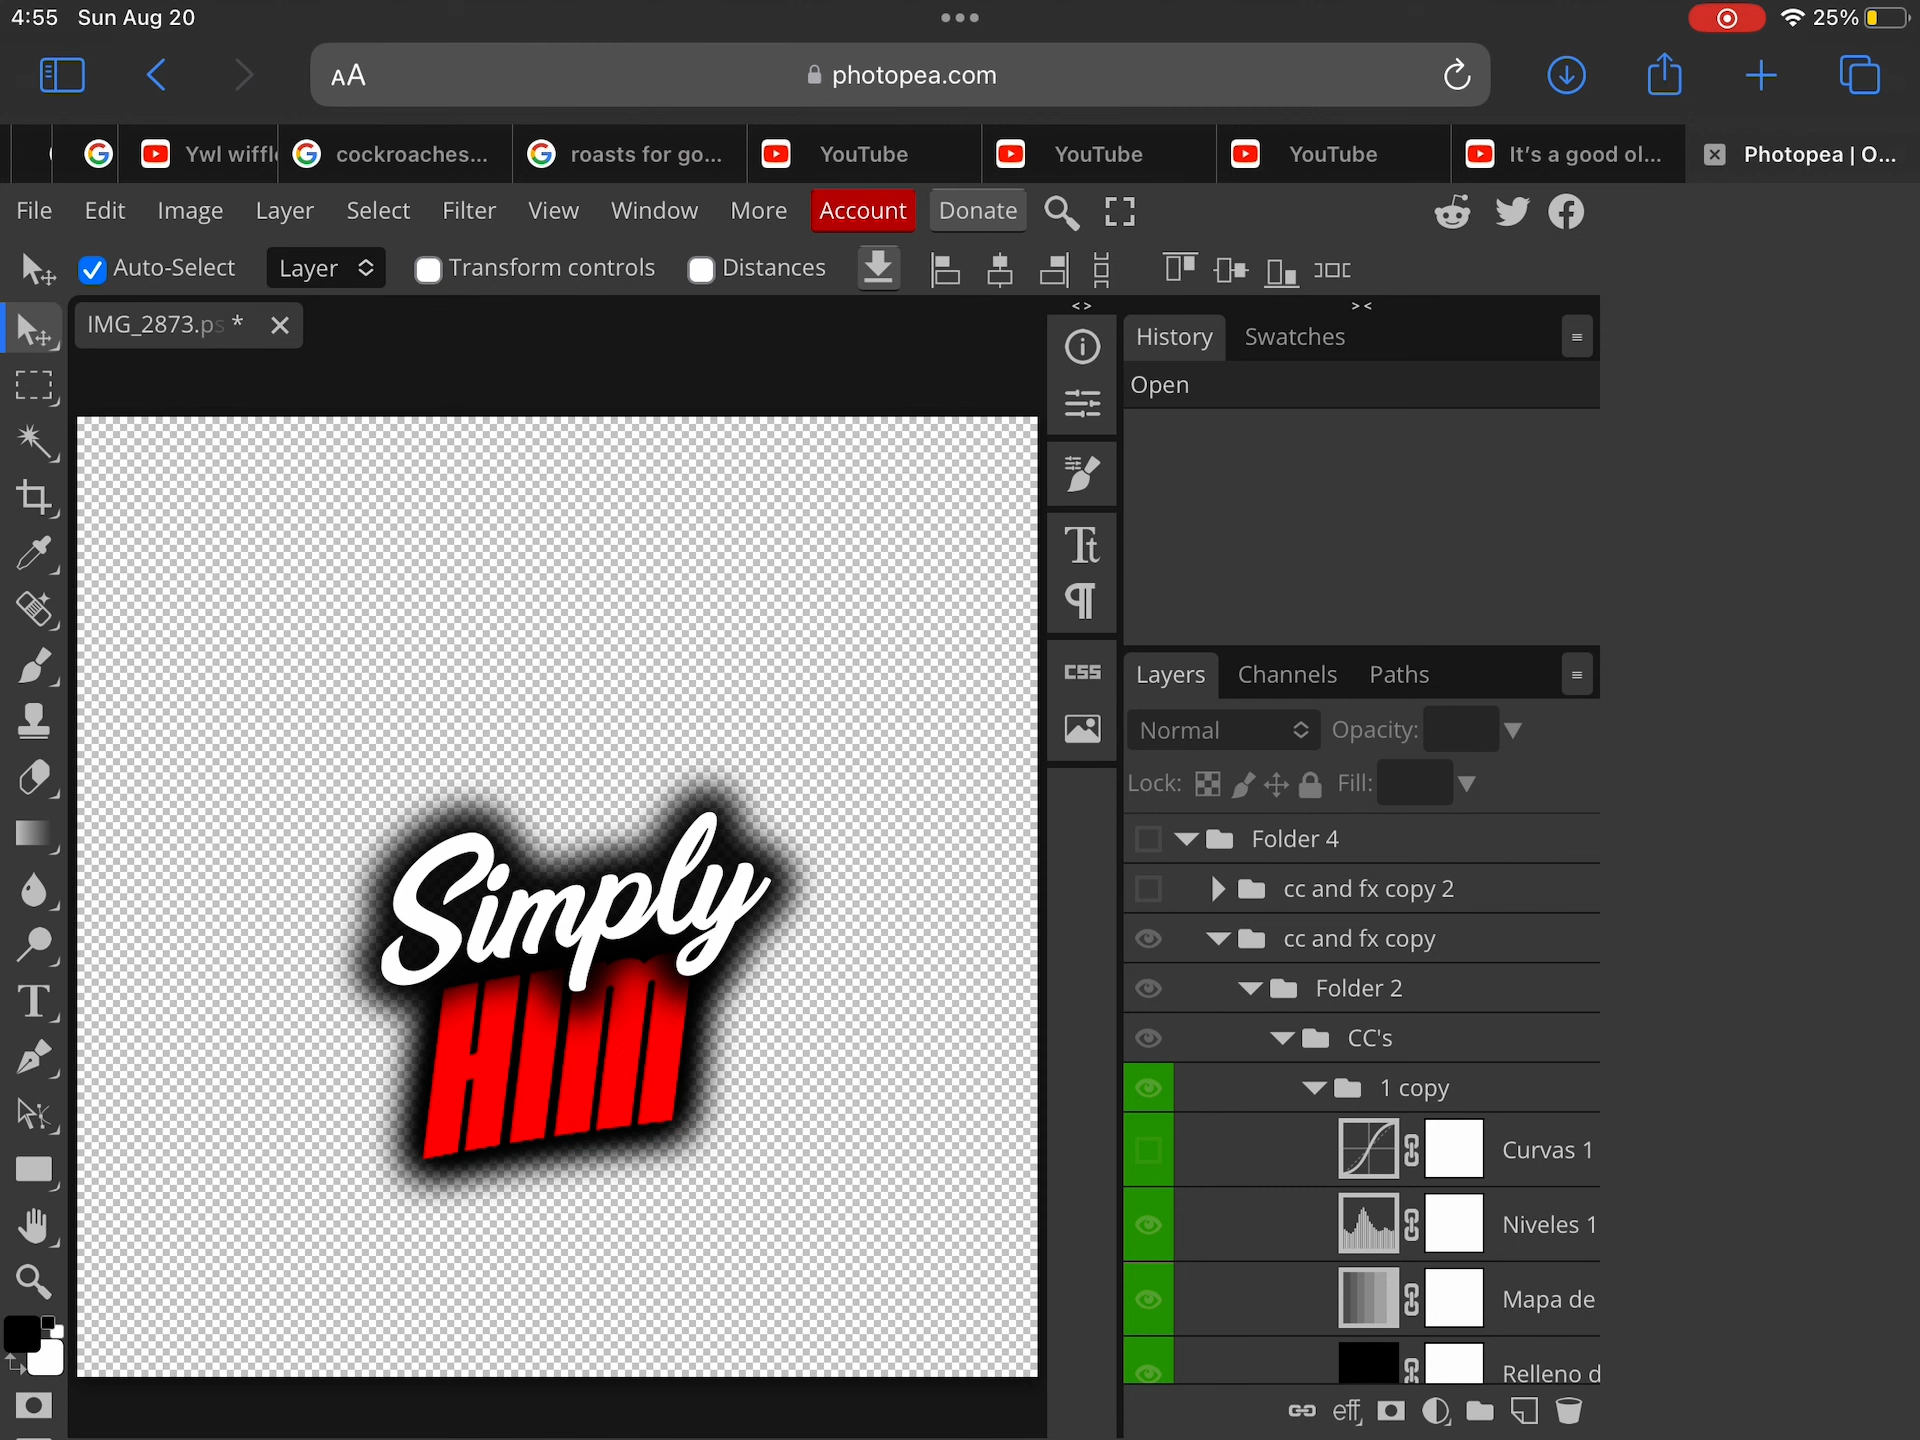 4:55 Sun Aug 20
25%
AA
photopea.com
Ywl wiffl
cockroaches...
roasts for go...
YouTube
YouTube
YouTube
It's a good ol...
Photopea | O...
File Edit Image Layer Select Filter View Window More Account Donate
Auto-Select Layer Transform controls Distances
IMG_2873.ps *
History Swatches
Open
Tt
CSS
Layers Channels Paths
Normal Opacity:
Lock: Fill:
Folder 4
cc and fx copy 2
cc and fx copy
Folder 2
CC's
1 copy
Curvas 1
Niveles 1
Mapa de
Relleno d
eff
Simply
HIM